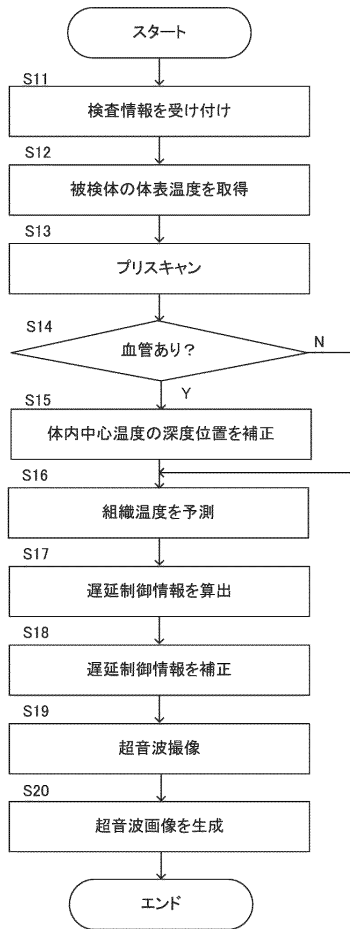 スタート
S11
検査情報を受け付け
S12
被検体の体表温度を取得
S13
プリスキャン
S14
血管あり？
N
Y
S15
体内中心温度の深度位置を補正
S16
組織温度を予測
S17
遅延制御情報を算出
S18
遅延制御情報を補正
S19
超音波撮像
S20
超音波画像を生成
エンド